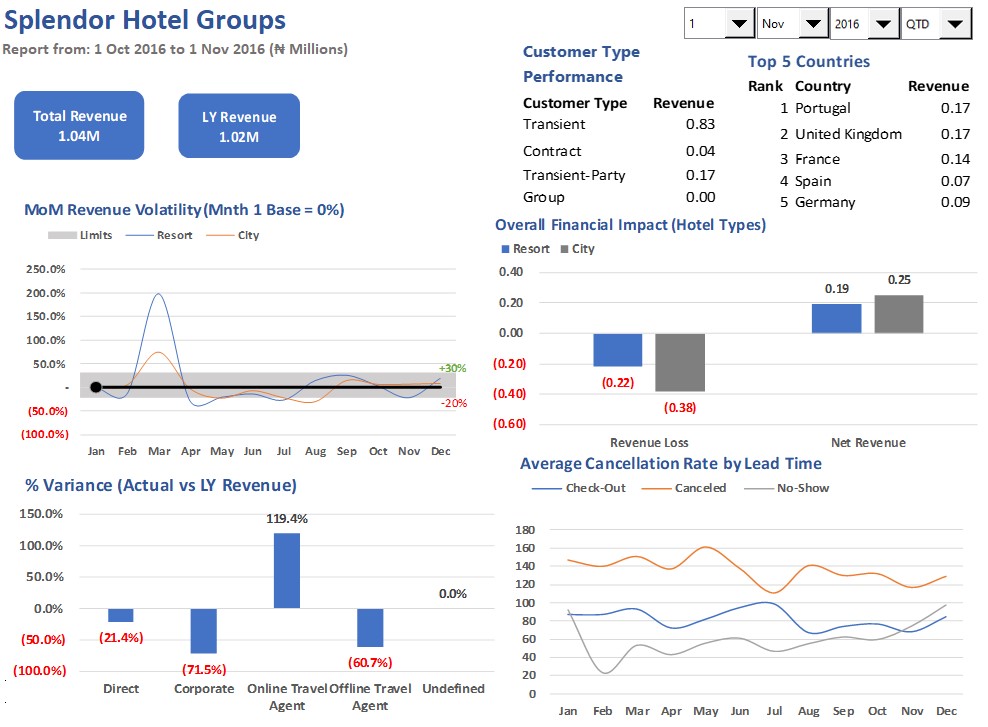 Splendor Hotel Groups
Report from: 1 Oct 2016 to 1 Nov 2016 (₦ Millions)
1 Nov 2016 QTD
Total Revenue
1.04M
LY Revenue
1.02M
Customer Type
Performance
Customer Type Revenue
Transient 0.83
Contract 0.04
Transient-Party 0.17
Group 0.00
Top 5 Countries
Rank Country Revenue
1 Portugal 0.17
2 United Kingdom 0.17
3 France 0.14
4 Spain 0.07
5 Germany 0.09
MoM Revenue Volatility (Mnth 1 Base = 0%)
Limits Resort City
250.0%
200.0%
150.0%
100.0%
50.0%
-
(50.0%)
(100.0%)
+30%
-20%
Jan Feb Mar Apr May Jun Jul Aug Sep Oct Nov Dec
Overall Financial Impact (Hotel Types)
Resort City
0.40
0.20
0.00
(0.20)
(0.40)
(0.60)
(0.22)
(0.38)
0.19
0.25
Revenue Loss Net Revenue
% Variance (Actual vs LY Revenue)
150.0%
100.0%
50.0%
0.0%
(50.0%)
(100.0%)
(21.4%)
(71.5%)
119.4%
(60.7%)
0.0%
Direct Corporate Online Travel Offline Travel Undefined
Agent Agent
Average Cancellation Rate by Lead Time
Check-Out Canceled No-Show
180
160
140
120
100
80
60
40
20
0
Jan Feb Mar Apr May Jun Jul Aug Sep Oct Nov Dec